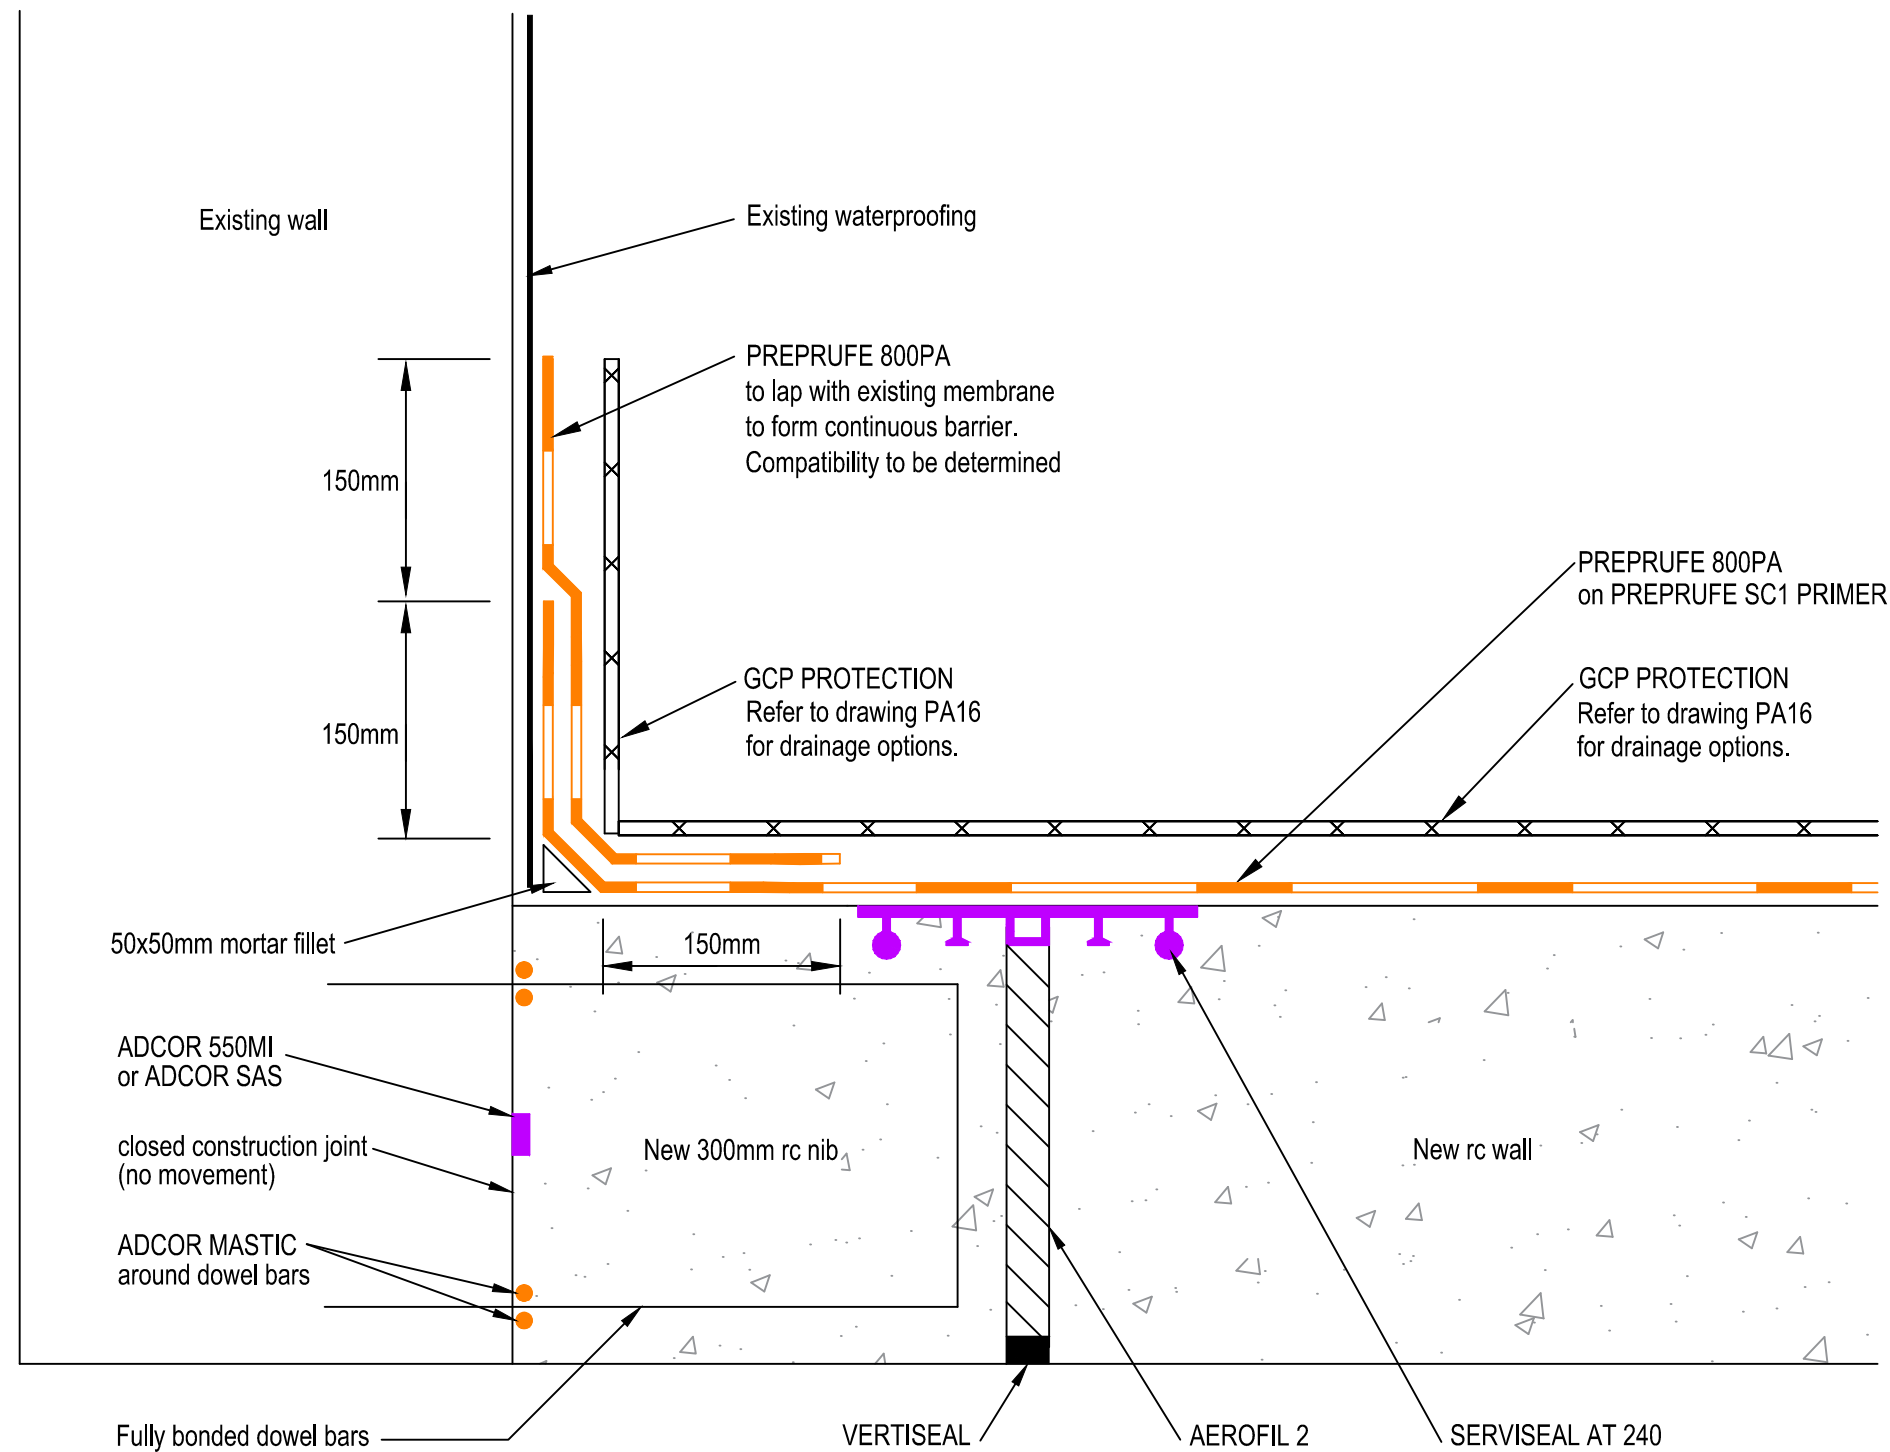 Existing wall
Existing waterproofing
PREPRUFE 800PA
to lap with existing membrane
to form continuous barrier.
Compatibility to be determined
150mm
PREPRUFE 800PA
on PREPRUFE SC1 PRIMER
GCP PROTECTION
Refer to drawing PA16
for drainage options.
GCP PROTECTION
Refer to drawing PA16
for drainage options.
150mm
50x50mm mortar fillet
150mm
ADCOR 550MI
or ADCOR SAS
closed construction joint
(no movement)
New 300mm rc nib
New rc wall
ADCOR MASTIC
around dowel bars
Fully bonded dowel bars
VERTISEAL
AEROFIL 2
SERVISEAL AT 240